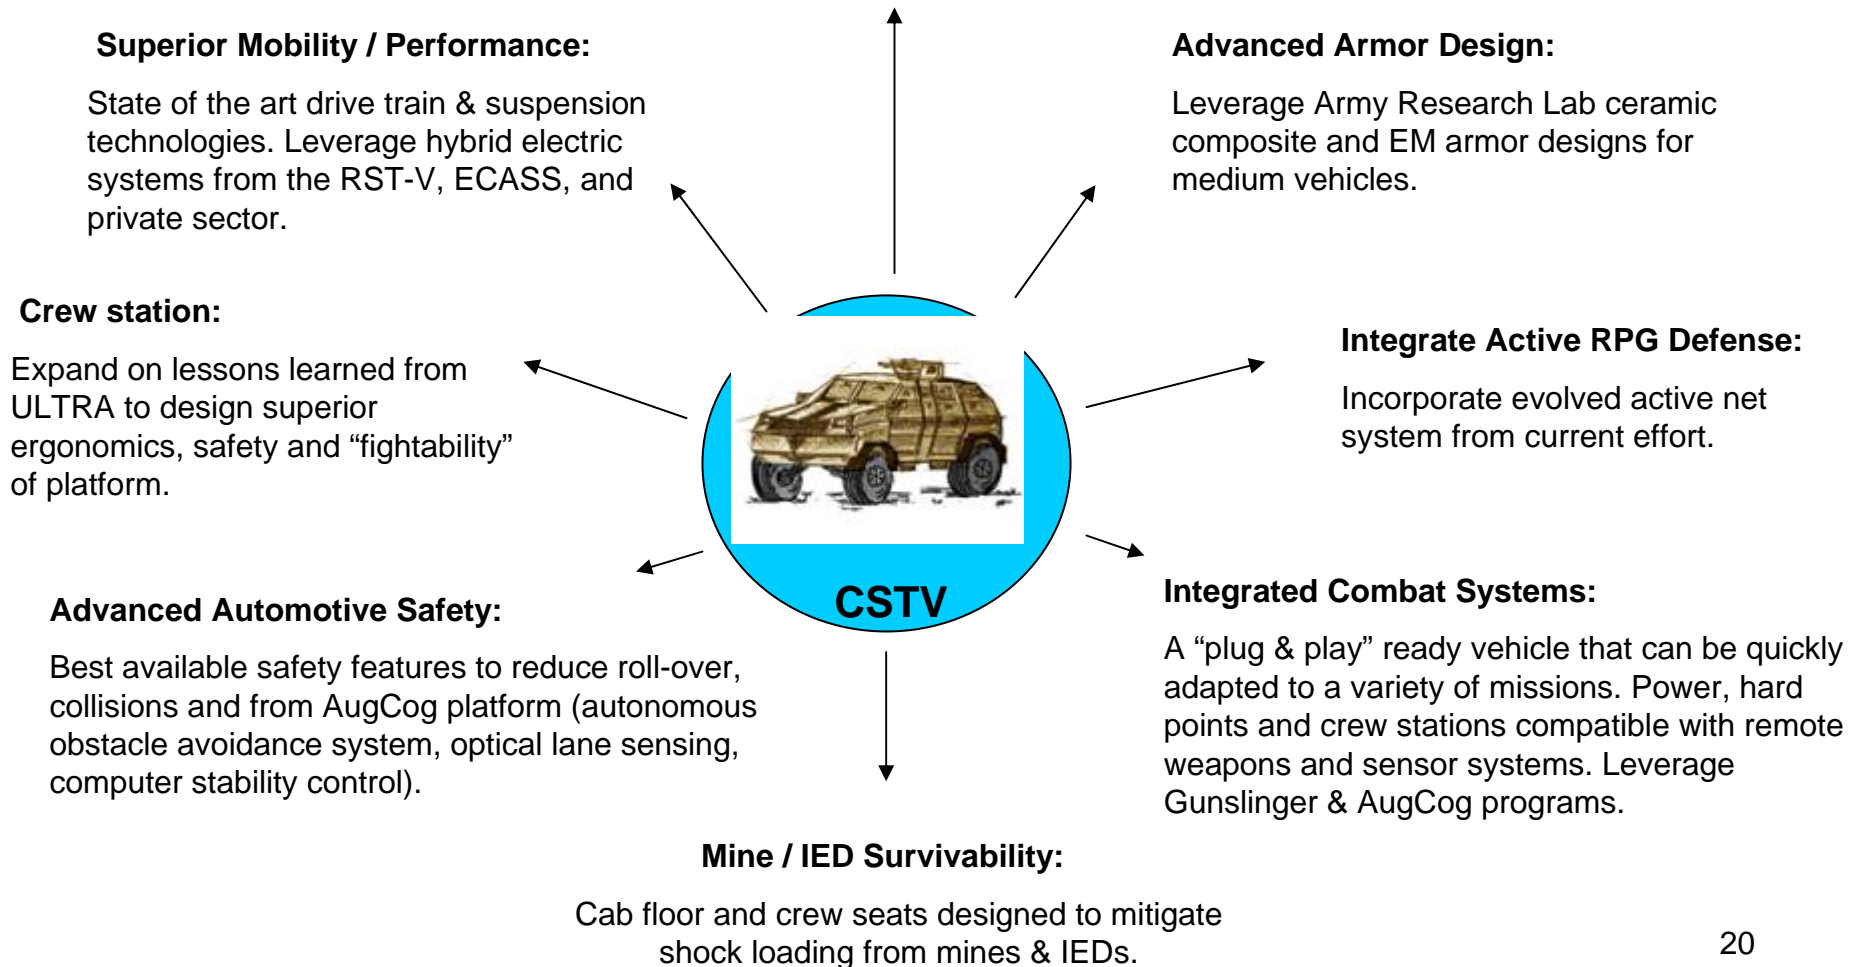 Superior Mobility / Performance:
State of the art drive train & suspension
technologies. Leverage hybrid electric
systems from the RST-V, ECASS, and
private sector.
Advanced Armor Design:
Leverage Army Research Lab ceramic
composite and EM armor designs for
medium vehicles.
Crew station:
Expand on lessons learned from
ULTRA to design superior
ergonomics, safety and “fightability”
of platform.
Integrate Active RPG Defense:
Incorporate evolved active net
system from current effort.
CSTV
Advanced Automotive Safety:
Best available safety features to reduce roll-over,
collisions and from AugCog platform (autonomous
obstacle avoidance system, optical lane sensing,
computer stability control).
Integrated Combat Systems:
A “plug & play” ready vehicle that can be quickly
adapted to a variety of missions. Power, hard
points and crew stations compatible with remote
weapons and sensor systems. Leverage
Gunslinger & AugCog programs.
Mine / IED Survivability:
Cab floor and crew seats designed to mitigate
shock loading from mines & IEDs.
20